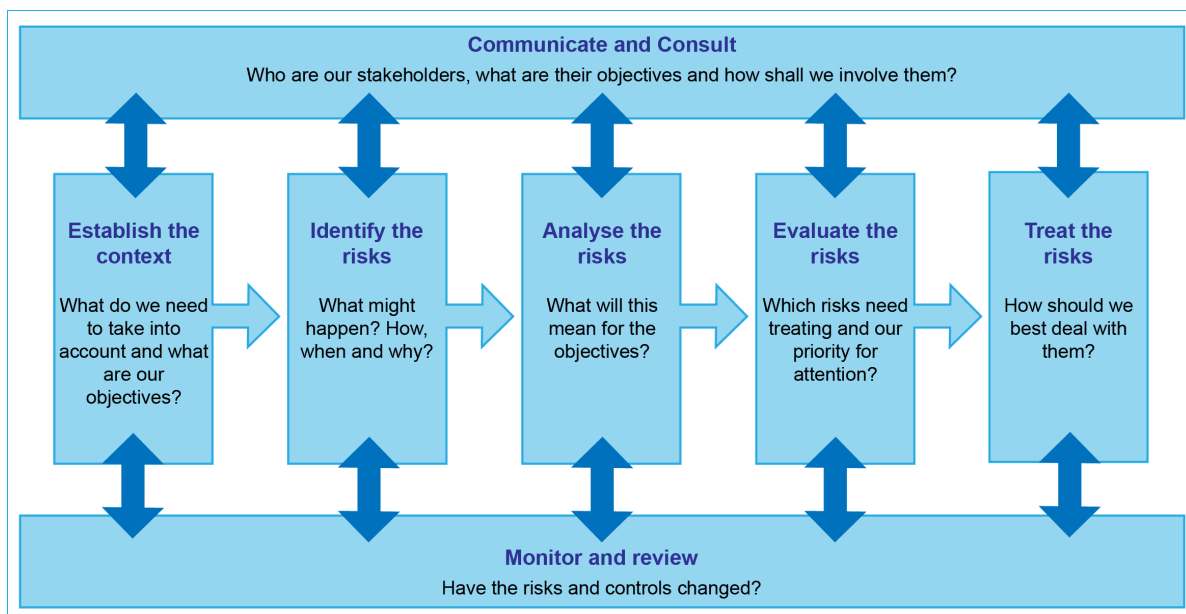 Communicate and Consult
Who are our stakeholders, what are their objectives and how shall we involve them?
Establish the
context
What do we need
to take into
account and what
are our
objectives?
Identify the
risks
What might
happen? How,
when and why?
Analyse the
risks
What will this
mean for the
objectives?
Evaluate the
risks
Which risks need
treating and our
priority for
attention?
Treat the
risks
How should we
best deal with
them?
Monitor and review
Have the risks and controls changed?